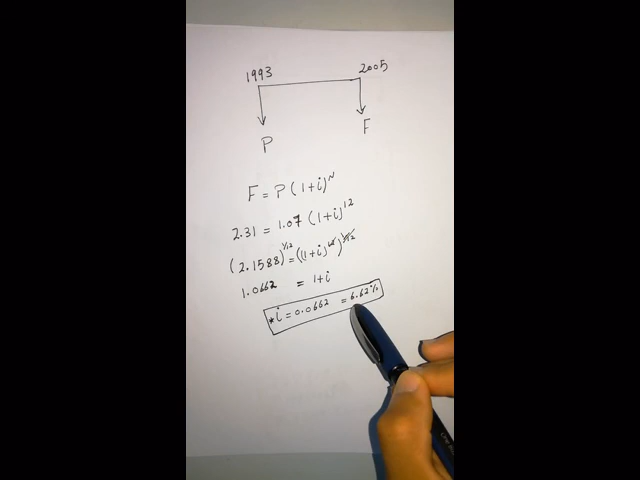 1993 2005
P F
F = P(1+i)^N
2.31 = 1.07 (1+i)^12
(2.1588)^1/12 = ((1+i)^12)^1/12
1.0662 = 1+i
* i = 0.0662 = 6.62%